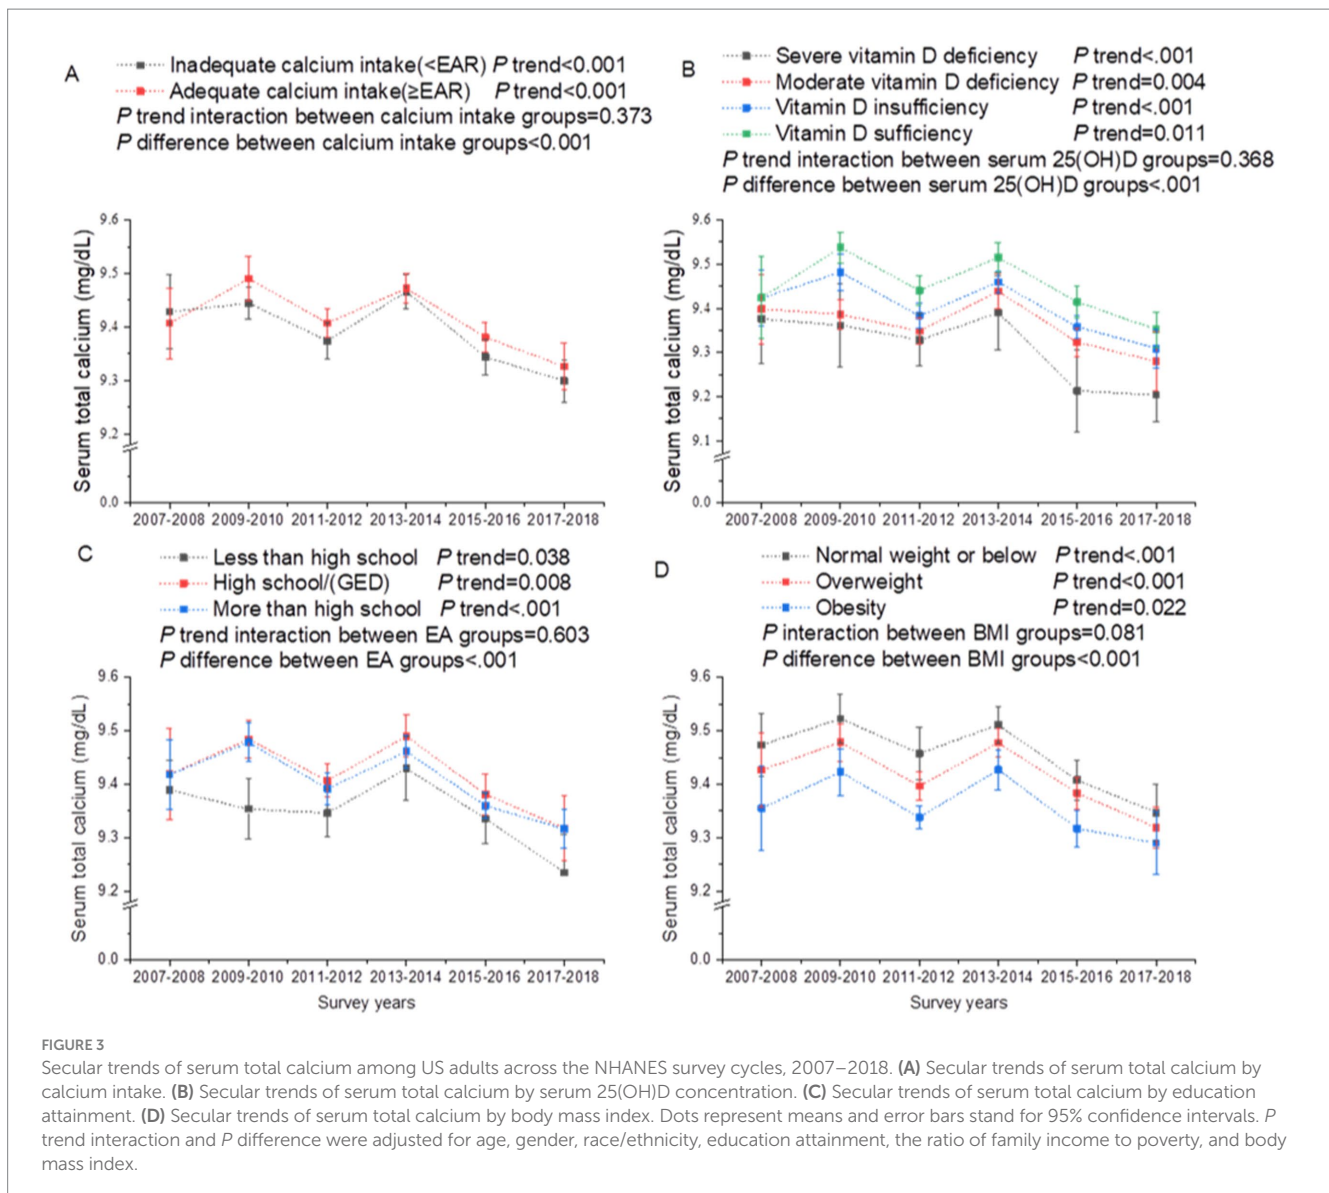 A
Inadequate calcium intake(<EAR) P trend<0.001
Adequate calcium intake(≥EAR) P trend<0.001
P trend interaction between calcium intake groups=0.373
P difference between calcium intake groups<0.001
Serum total calcium (mg/dL)
9.6
9.5
9.4
9.3
9.2
0.0
2007-2008 2009-2010 2011-2012 2013-2014 2015-2016 2017-2018
B
Severe vitamin D deficiency P trend<.001
Moderate vitamin D deficiency P trend=0.004
Vitamin D insufficiency P trend<.001
Vitamin D sufficiency P trend=0.011
P trend interaction between serum 25(OH)D groups=0.368
P difference between serum 25(OH)D groups<.001
Serum total calcium (mg/dL)
9.6
9.5
9.4
9.3
9.2
9.1
0.0
2007-2008 2009-2010 2011-2012 2013-2014 2015-2016 2017-2018
C
Less than high school P trend=0.038
High school/(GED) P trend=0.008
More than high school P trend<.001
P trend interaction between EA groups=0.603
P difference between EA groups<.001
Serum total calcium (mg/dL)
9.6
9.5
9.4
9.3
9.2
0.0
2007-2008 2009-2010 2011-2012 2013-2014 2015-2016 2017-2018
Survey years
D
Normal weight or below P trend<.001
Overweight P trend<0.001
Obesity P trend=0.022
P interaction between BMI groups=0.081
P difference between BMI groups<0.001
Serum total calcium (mg/dL)
9.6
9.5
9.4
9.3
9.2
0.0
2007-2008 2009-2010 2011-2012 2013-2014 2015-2016 2017-2018
Survey years
FIGURE 3
Secular trends of serum total calcium among US adults across the NHANES survey cycles, 2007–2018. (A) Secular trends of serum total calcium by
calcium intake. (B) Secular trends of serum total calcium by serum 25(OH)D concentration. (C) Secular trends of serum total calcium by education
attainment. (D) Secular trends of serum total calcium by body mass index. Dots represent means and error bars stand for 95% confidence intervals. P
trend interaction and P difference were adjusted for age, gender, race/ethnicity, education attainment, the ratio of family income to poverty, and body
mass index.